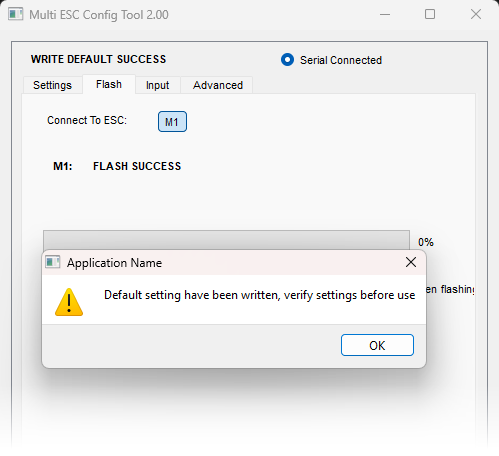 Multi ESC Config Tool 2.00
WRITE DEFAULT SUCCESS
Serial Connected
Settings
Flash
Input
Advanced
Connect To ESC:
M1
M1:
FLASH SUCCESS
0%
Application Name
Default setting have been written, verify settings before use
en flashing
OK